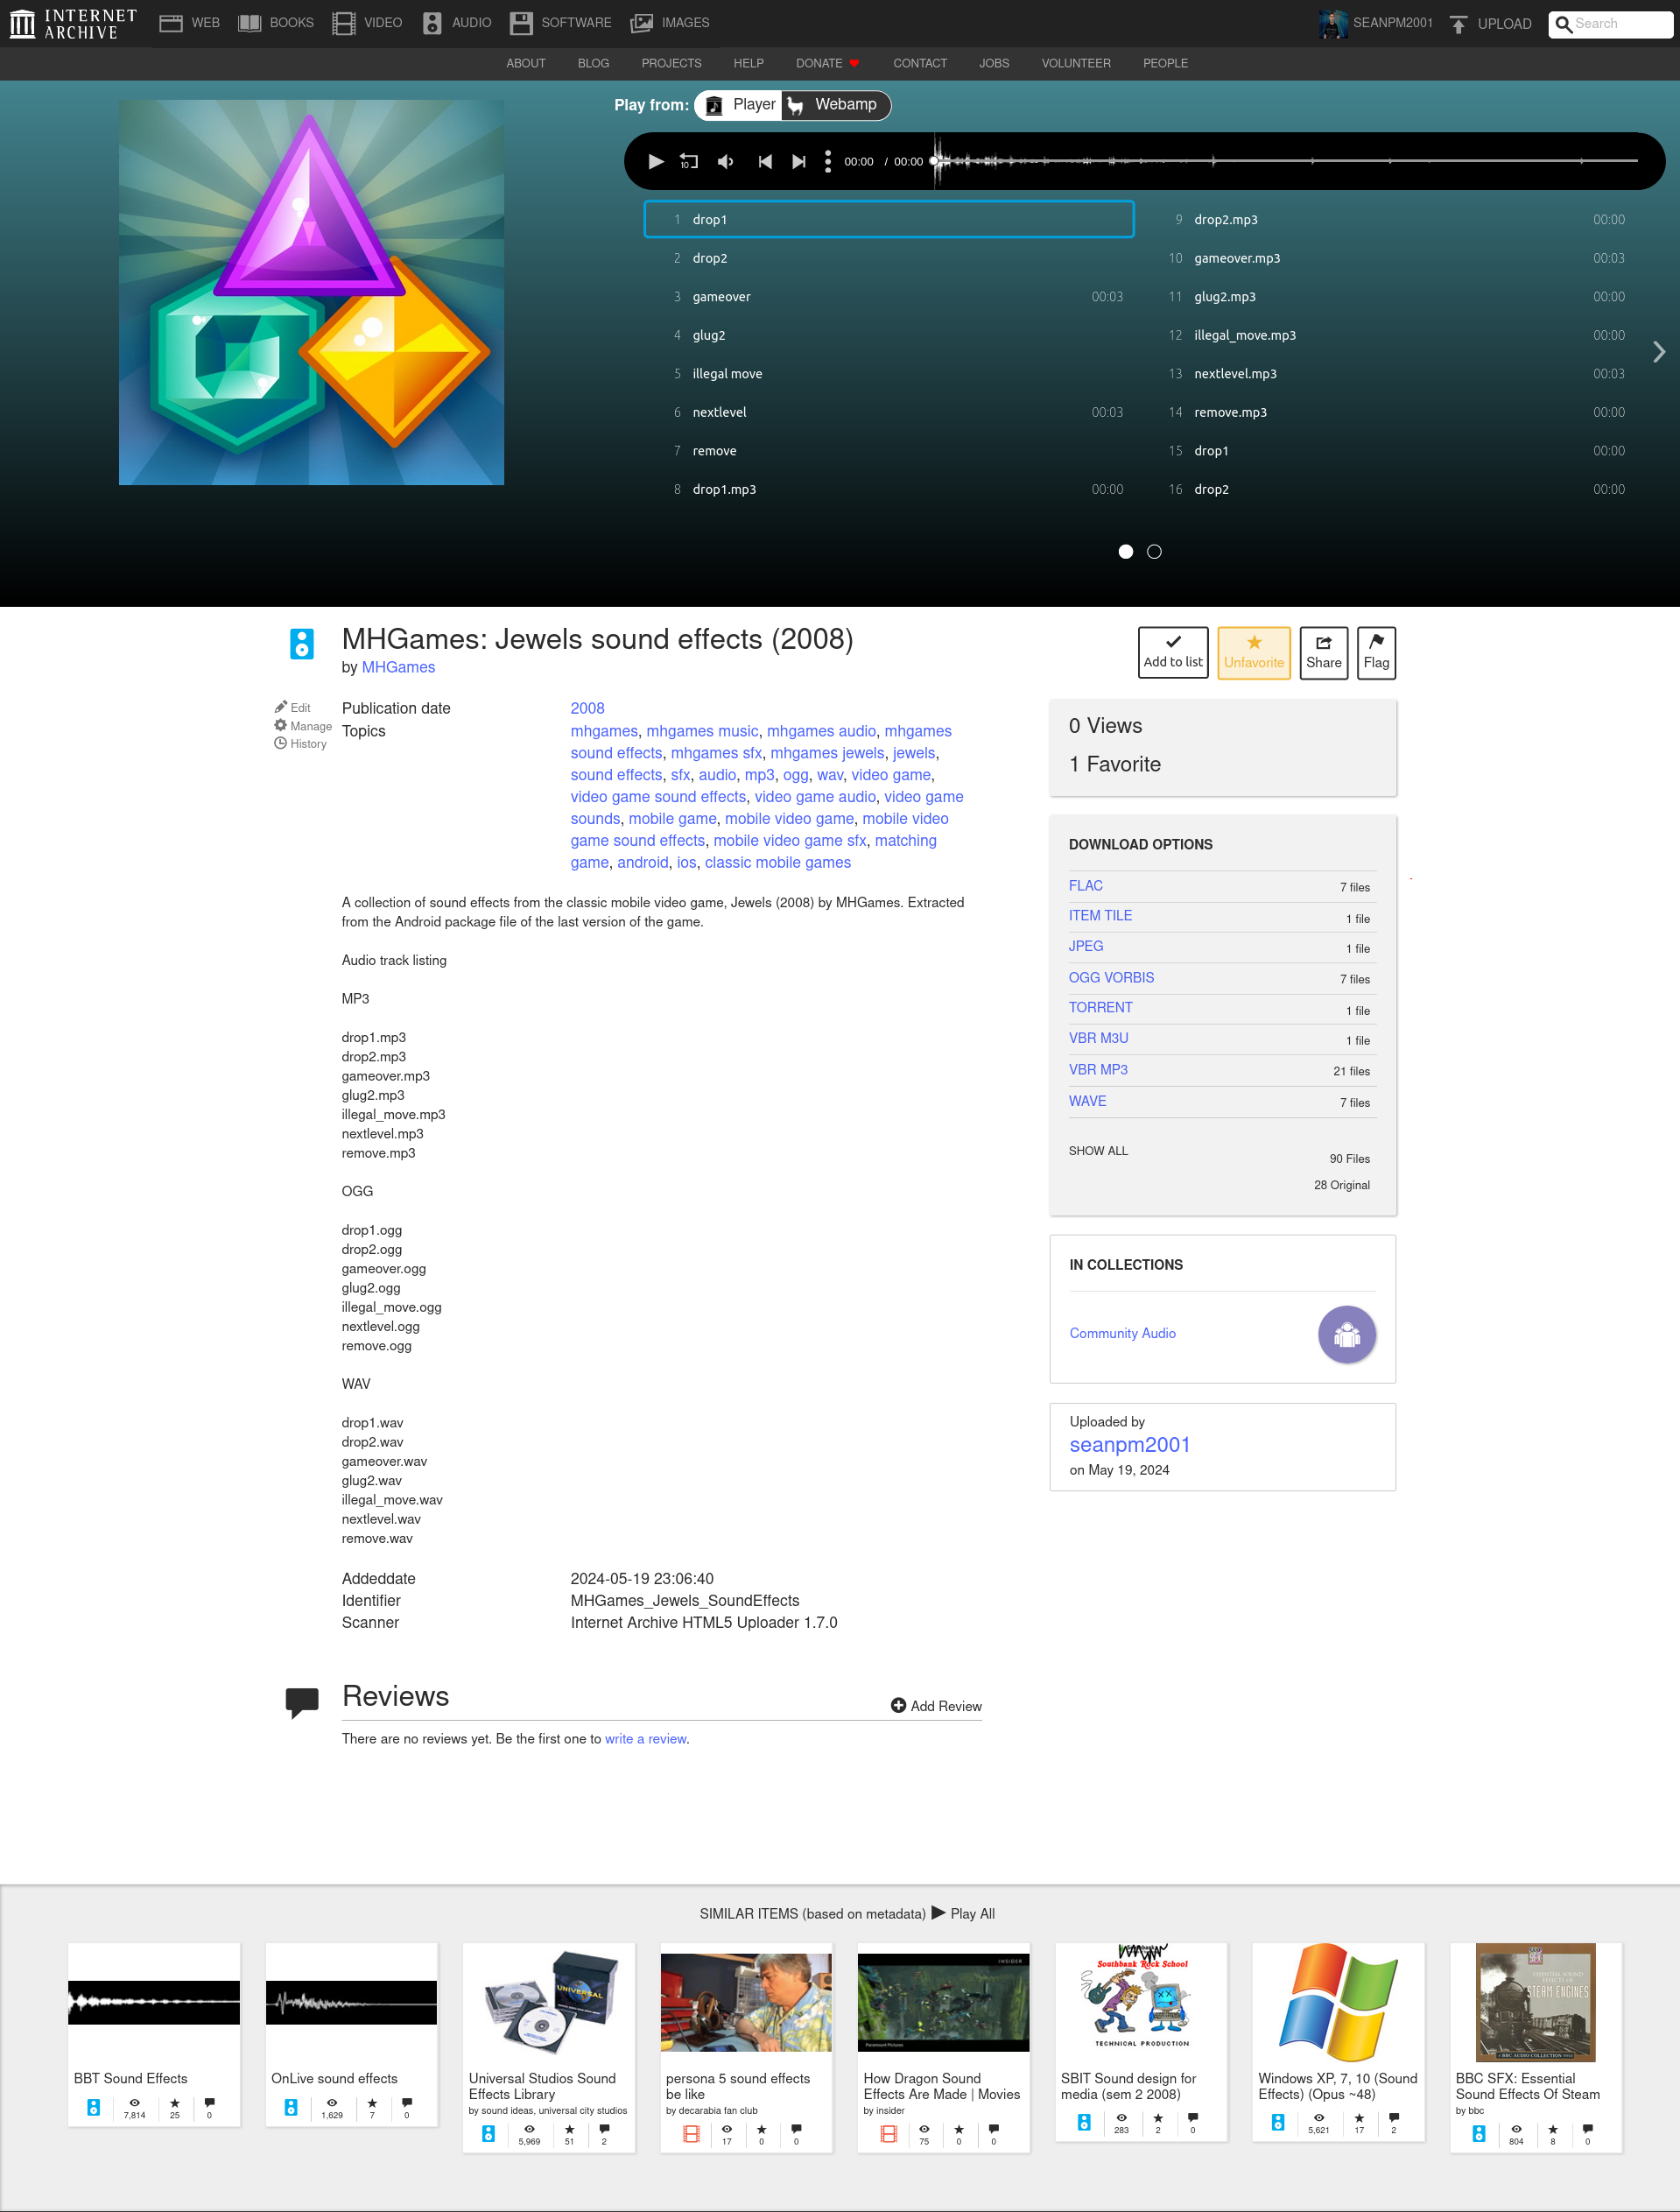 INTERNET ARCHIVE
WEB BOOKS VIDEO AUDIO SOFTWARE IMAGES SEANPM2001 UPLOAD Search
ABOUT BLOG PROJECTS HELP DONATE CONTACT JOBS VOLUNTEER PEOPLE
Play from: Player Webamp
10 00:00 / 00:00
1 drop1
2 drop2
3 gameover 00:03
4 glug2
5 illegal move
6 nextlevel 00:03
7 remove
8 drop1.mp3 00:00
9 drop2.mp3 00:00
10 gameover.mp3 00:03
11 glug2.mp3 00:00
12 illegal_move.mp3 00:00
13 nextlevel.mp3 00:03
14 remove.mp3 00:00
15 drop1 00:00
16 drop2 00:00
MHGames: Jewels sound effects (2008)
by MHGames
Add to list Unfavorite Share Flag
Edit
Manage
History
Publication date 2008
Topics mhgames, mhgames music, mhgames audio, mhgames
sound effects, mhgames sfx, mhgames jewels, jewels,
sound effects, sfx, audio, mp3, ogg, wav, video game,
video game sound effects, video game audio, video game
sounds, mobile game, mobile video game, mobile video
game sound effects, mobile video game sfx, matching
game, android, ios, classic mobile games
A collection of sound effects from the classic mobile video game, Jewels (2008) by MHGames. Extracted
from the Android package file of the last version of the game.
Audio track listing
MP3
drop1.mp3
drop2.mp3
gameover.mp3
glug2.mp3
illegal_move.mp3
nextlevel.mp3
remove.mp3
OGG
drop1.ogg
drop2.ogg
gameover.ogg
glug2.ogg
illegal_move.ogg
nextlevel.ogg
remove.ogg
WAV
drop1.wav
drop2.wav
gameover.wav
glug2.wav
illegal_move.wav
nextlevel.wav
remove.wav
Addeddate 2024-05-19 23:06:40
Identifier MHGames_Jewels_SoundEffects
Scanner Internet Archive HTML5 Uploader 1.7.0
0 Views
1 Favorite
DOWNLOAD OPTIONS
FLAC 7 files
ITEM TILE 1 file
JPEG 1 file
OGG VORBIS 7 files
TORRENT 1 file
VBR M3U 1 file
VBR MP3 21 files
WAVE 7 files
SHOW ALL 90 Files
28 Original
IN COLLECTIONS
Community Audio
Uploaded by
seanpm2001
on May 19, 2024
Reviews
Add Review
There are no reviews yet. Be the first one to write a review.
SIMILAR ITEMS (based on metadata) Play All
BBT Sound Effects
7,814 25 0
OnLive sound effects
1,629 7 0
UNIVERSAL
Universal Studios Sound
Effects Library
by sound ideas, universal city studios
5,969 51 2
persona 5 sound effects
be like
by decarabia fan club
17 0 0
INSIDER
Paramount Pictures
How Dragon Sound
Effects Are Made | Movies
by insider
75 0 0
Southbank Rock School
TECHNICAL PRODUCTION
SBIT Sound design for
media (sem 2 2008)
283 2 0
Windows XP, 7, 10 (Sound
Effects) (Opus ~48)
5,621 17 2
ESSENTIAL SOUND
EFFECTS OF
STEAM ENGINES
A BBC AUDIO COLLECTION
BBC SFX: Essential
Sound Effects Of Steam
by bbc
804 8 0